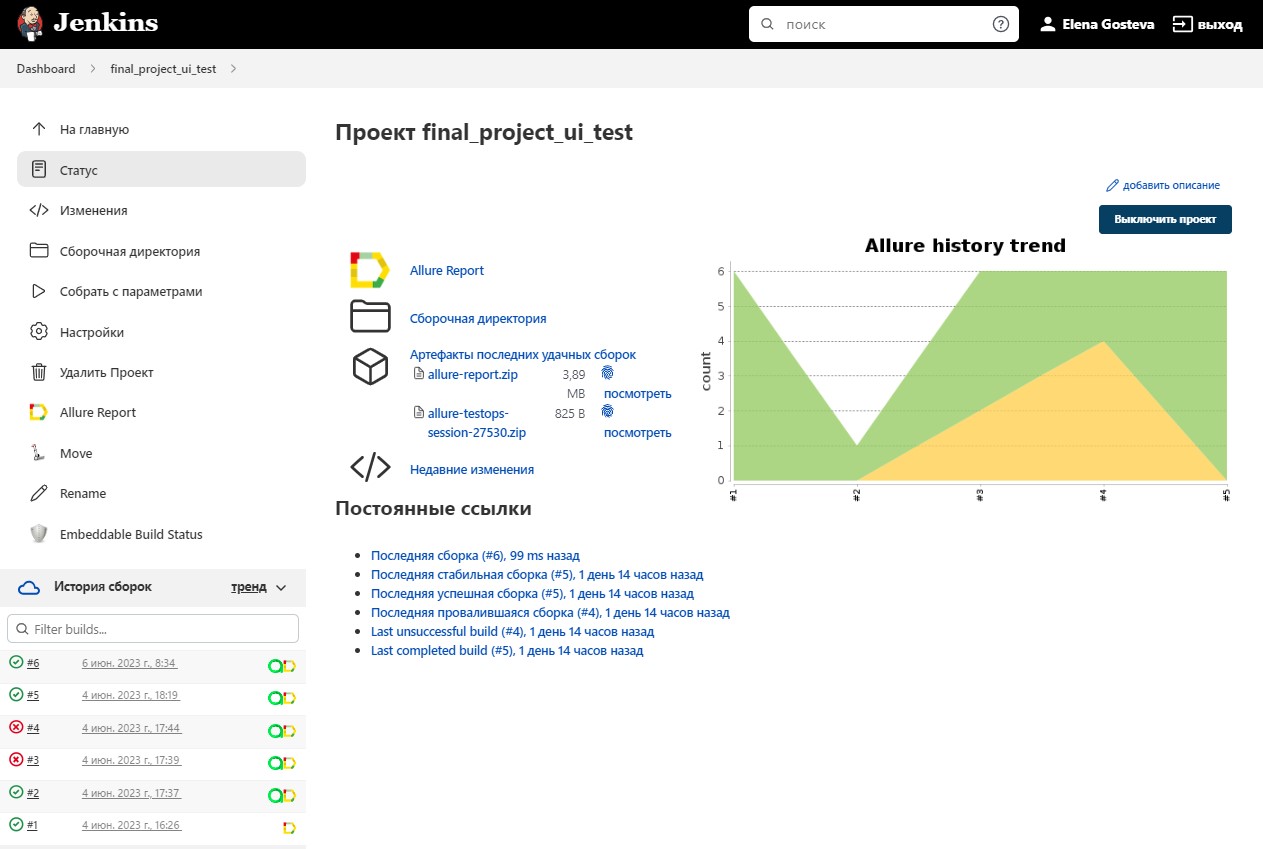 Jenkins
поиск
Elena Gosteva
выход
Dashboard
final_project_ui_test
На главную
Статус
Изменения
Сборочная директория
Собрать с параметрами
Настройки
Удалить Проект
Allure Report
Move
Rename
Embeddable Build Status
История сборок
тренд
Filter builds...
#6 6 июн. 2023 г., 8:34
#5 4 июн. 2023 г., 18:19
#4 4 июн. 2023 г., 17:44
#3 4 июн. 2023 г., 17:39
#2 4 июн. 2023 г., 17:37
#1 4 июн. 2023 г., 16:26
Проект final_project_ui_test
добавить описание
Выключить проект
Allure Report
Сборочная директория
Артефакты последних удачных сборок
allure-report.zip 3,89
MB посмотреть
allure-testops- 825 B
session-27530.zip посмотреть
Недавние изменения
Allure history trend
count
6
5
4
3
2
1
0
#1 #2 #3 #4 #5
Постоянные ссылки
Последняя сборка (#6), 99 ms назад
Последняя стабильная сборка (#5), 1 день 14 часов назад
Последняя успешная сборка (#5), 1 день 14 часов назад
Последняя провалившаяся сборка (#4), 1 день 14 часов назад
Last unsuccessful build (#4), 1 день 14 часов назад
Last completed build (#5), 1 день 14 часов назад